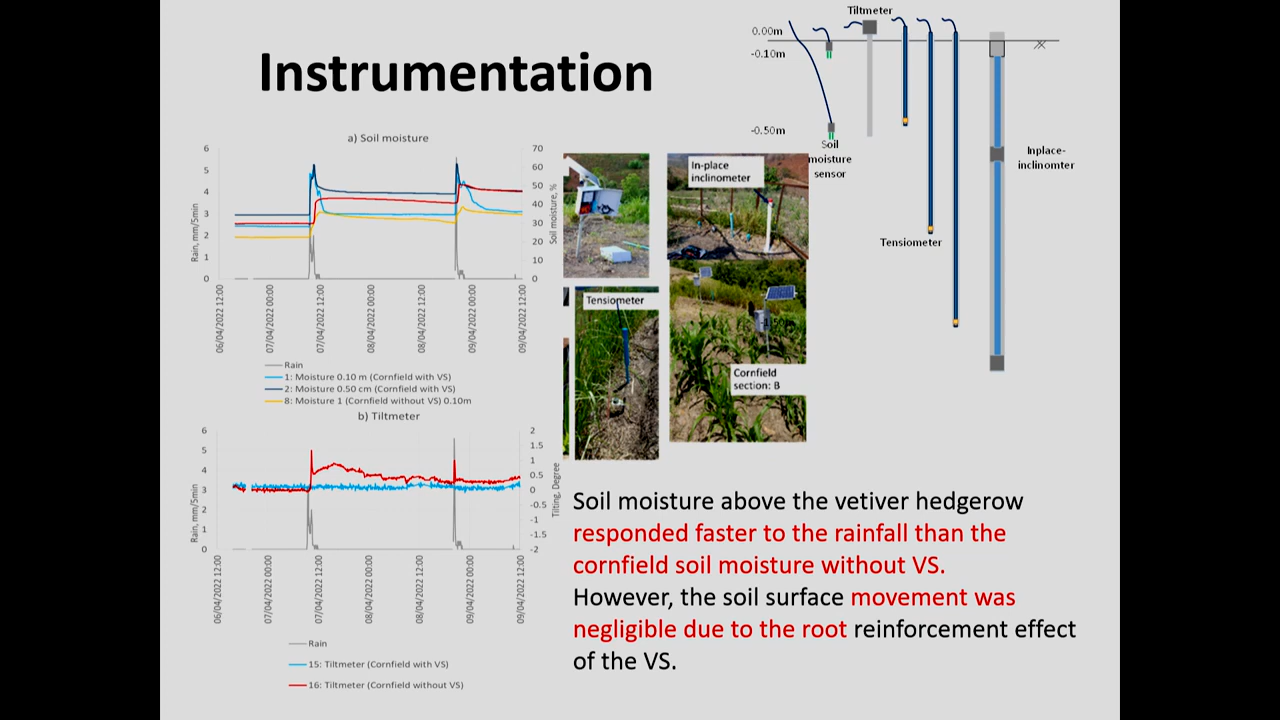 Instrumentation
Tiltmeter
0.00m
-0.10m
-0.50m
Soil
moisture
sensor
Tensiometer
Inplace-
inclinomter
a) Soil moisture
6
5
4
3
2
1
0
Rain, mm/5min
70
60
50
40
30
20
10
0
Soil moisture, %
06/04/2022 12:00
07/04/2022 00:00
07/04/2022 12:00
08/04/2022 00:00
08/04/2022 12:00
09/04/2022 00:00
09/04/2022 12:00
Rain
1: Moisture 0.10 m (Cornfield with VS)
2: Moisture 0.50 cm (Cornfield with VS)
8: Moisture 1 (Cornfield without VS) 0.10m
In-place
inclinometer
Tensiometer
Cornfield
section: B
b) Tiltmeter
6
5
4
3
2
1
0
Rain, mm/5min
2
1.5
1
0.5
0
-0.5
-1
-1.5
-2
Tilting, Degree
06/04/2022 12:00
07/04/2022 00:00
07/04/2022 12:00
08/04/2022 00:00
08/04/2022 12:00
09/04/2022 00:00
09/04/2022 12:00
Rain
15: Tiltmeter (Cornfield with VS)
16: Tiltmeter (Cornfield without VS)
Soil moisture above the vetiver hedgerow
responded faster to the rainfall than the
cornfield soil moisture without VS.
However, the soil surface movement was
negligible due to the root reinforcement effect
of the VS.